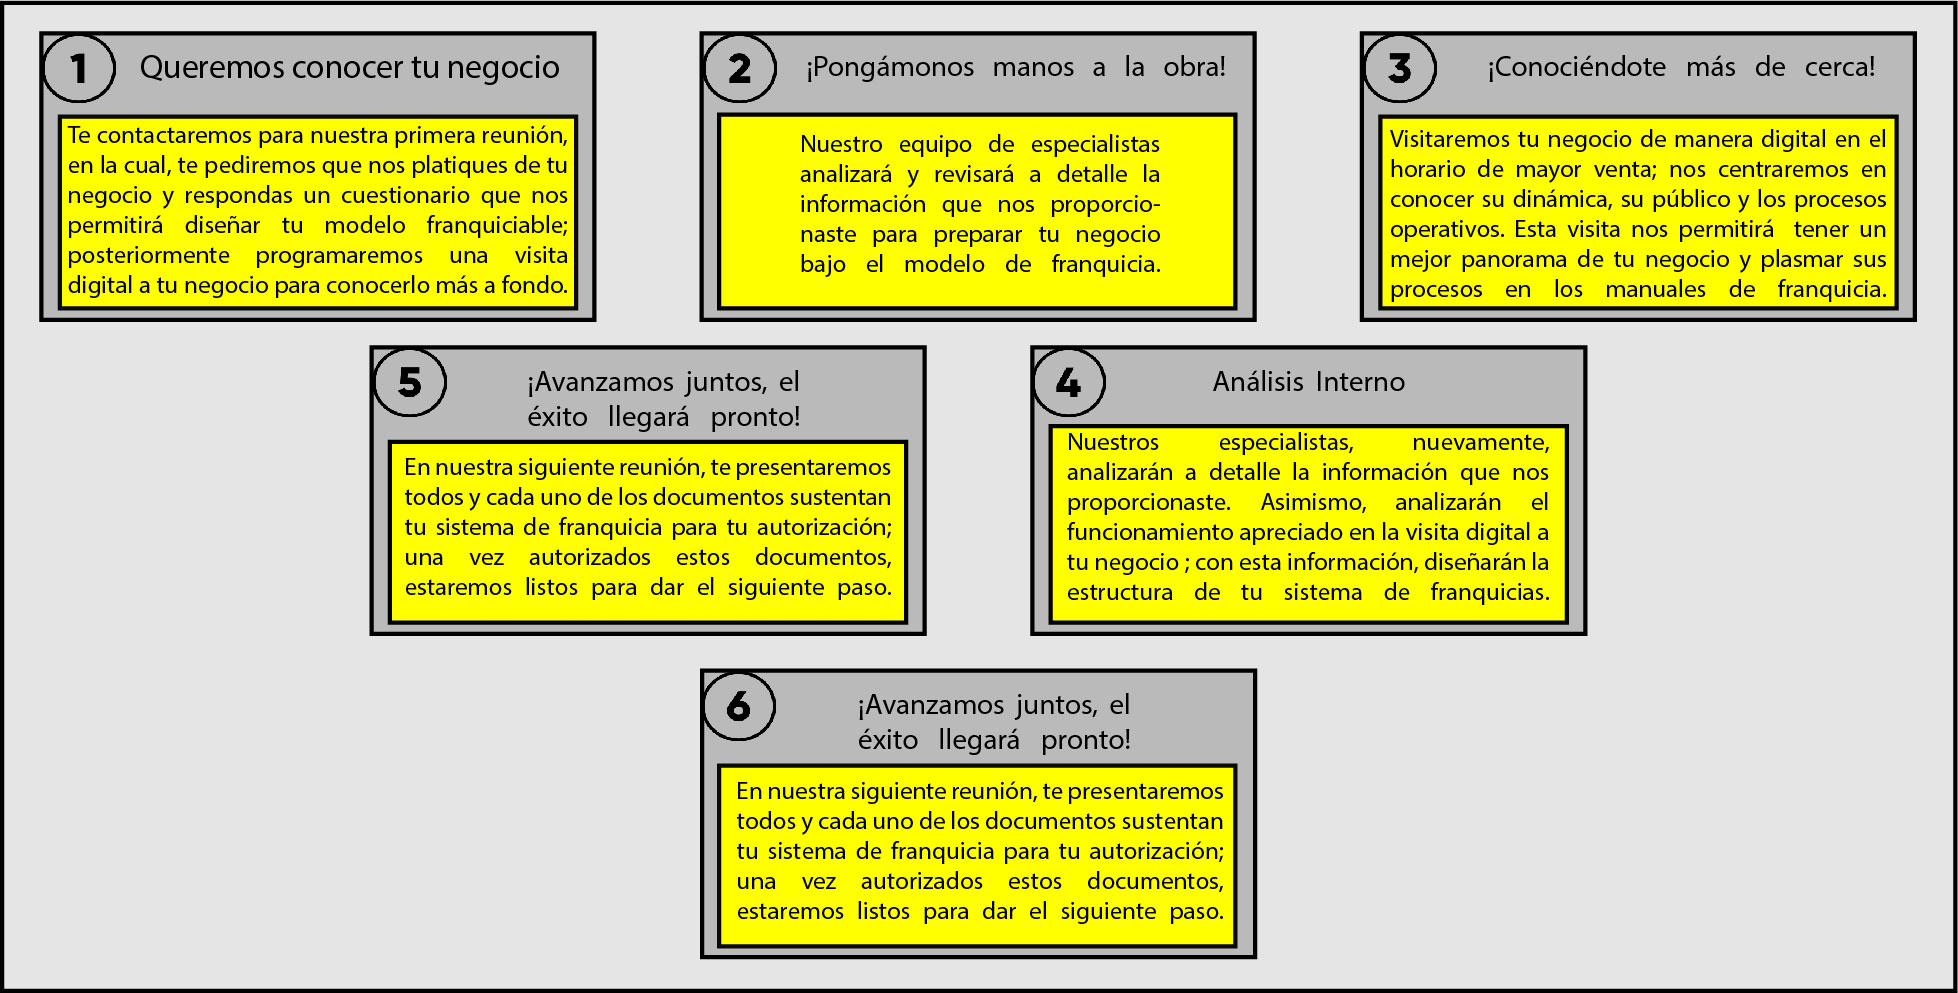 1
Queremos conocer tu negocio
Te contactaremos para nuestra primera reunión,
en la cual, te pediremos que nos platiques de tu
negocio y respondas un cuestionario que nos
permitirá diseñar tu modelo franquiciable;
posteriormente programaremos una visita
digital a tu negocio para conocerlo más a fondo.
2
¡Pongámonos manos a la obra!
Nuestro equipo de especialistas
analizará y revisará a detalle la
información que nos proporcio-
naste para preparar tu negocio
bajo el modelo de franquicia.
3
¡Conociéndote más de cerca!
Visitaremos tu negocio de manera digital en el
horario de mayor venta; nos centraremos en
conocer su dinámica, su público y los procesos
operativos. Esta visita nos permitirá tener un
mejor panorama de tu negocio y plasmar sus
procesos en los manuales de franquicia.
4
Análisis Interno
Nuestros especialistas, nuevamente,
analizarán a detalle la información que nos
proporcionaste. Asimismo, analizarán el
funcionamiento apreciado en la visita digital a
tu negocio ; con esta información, diseñarán la
estructura de tu sistema de franquicias.
5
¡Avanzamos juntos, el
éxito llegará pronto!
En nuestra siguiente reunión, te presentaremos
todos y cada uno de los documentos sustentan
tu sistema de franquicia para tu autorización;
una vez autorizados estos documentos,
estaremos listos para dar el siguiente paso.
6
¡Avanzamos juntos, el
éxito llegará pronto!
En nuestra siguiente reunión, te presentaremos
todos y cada uno de los documentos sustentan
tu sistema de franquicia para tu autorización;
una vez autorizados estos documentos,
estaremos listos para dar el siguiente paso.